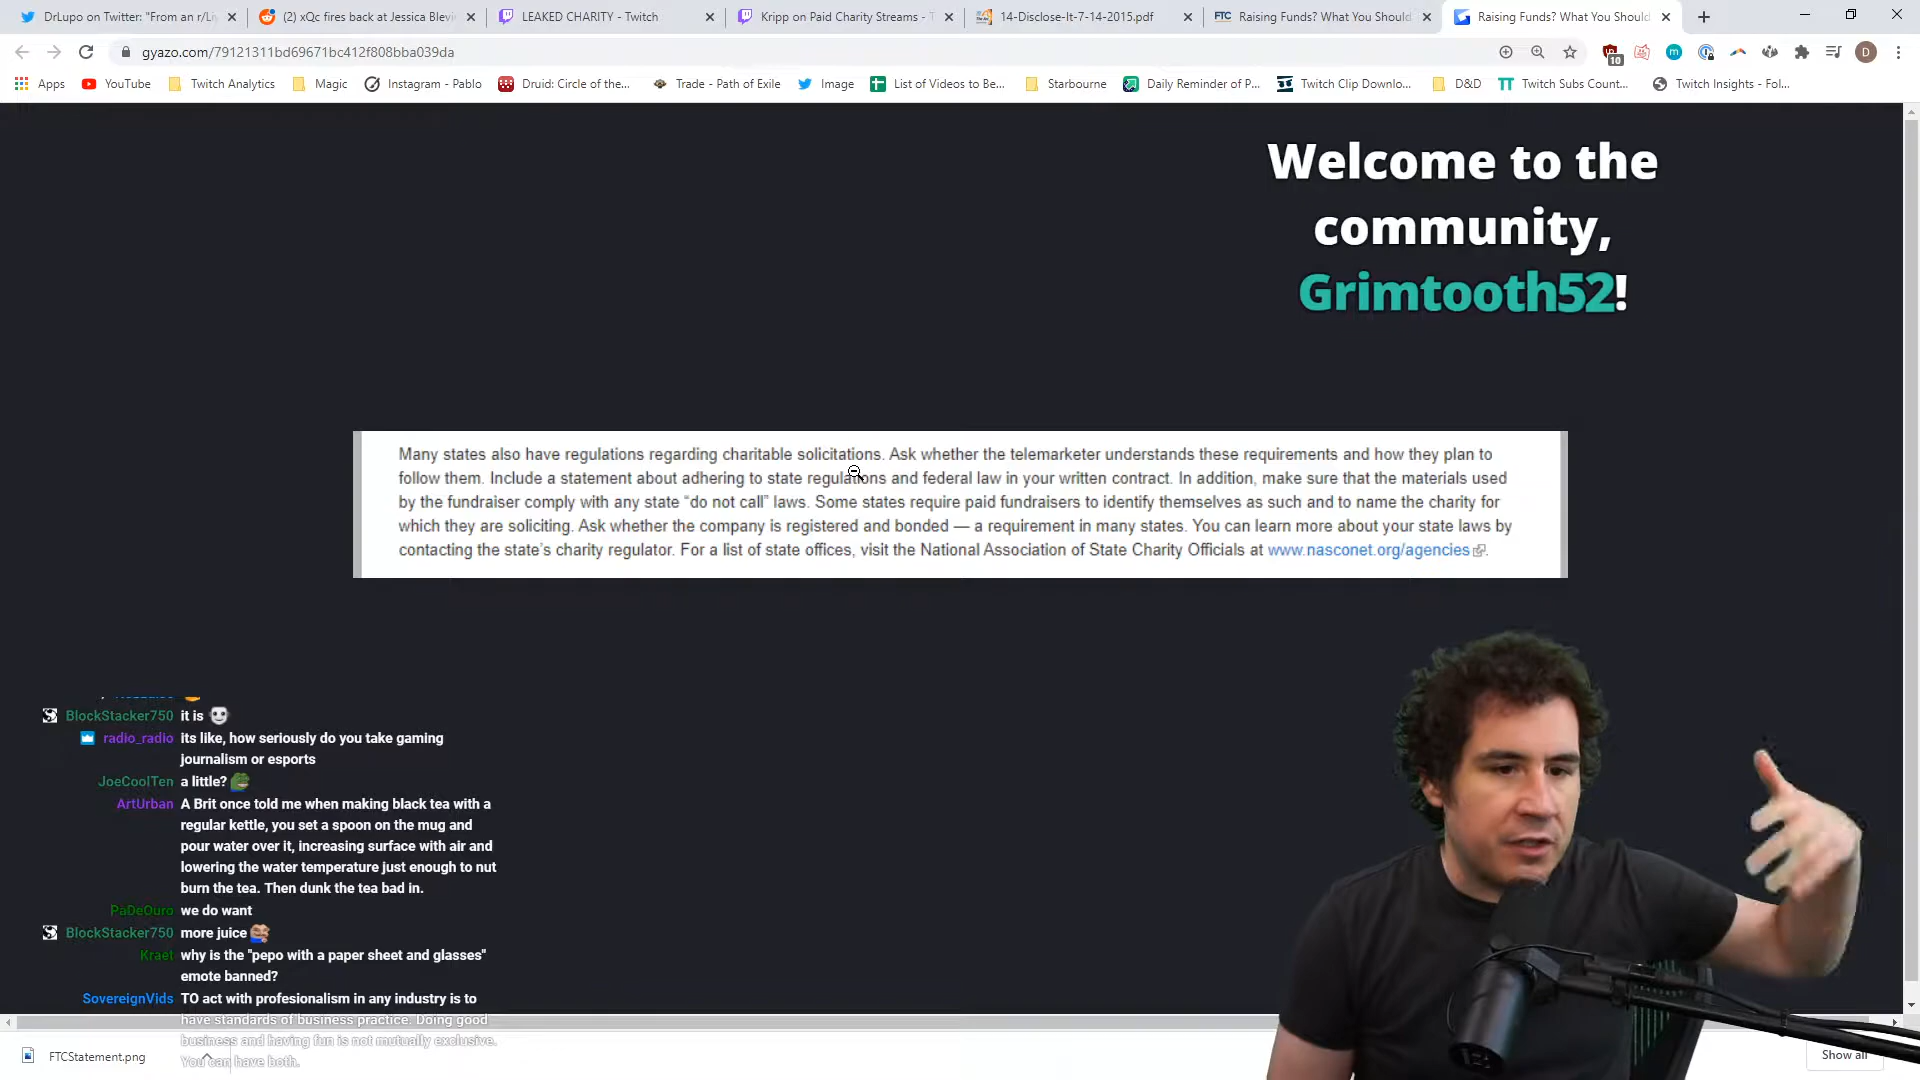 DrLupo on Twitter: "From an r/Li
(2) xQc fires back at Jessica Blevi
LEAKED CHARITY - Twitch
Kripp on Paid Charity Streams - T
14-Disclose-It-7-14-2015.pdf
FTC Raising Funds? What You Should
Raising Funds? What You Should
gyazo.com/79121311bd69671bc412f808bba039da
10
D
Apps
YouTube
Twitch Analytics
Magic
Instagram - Pablo
Druid: Circle of the...
Trade - Path of Exile
Image
List of Videos to Be...
Starbourne
Daily Reminder of P...
Twitch Clip Downlo...
D&D
TT Twitch Subs Count...
Twitch Insights - Fol...
Welcome to the
community,
Grimtooth52!
Many states also have regulations regarding charitable solicitations. Ask whether the telemarketer understands these requirements and how they plan to
follow them. Include a statement about adhering to state regulations and federal law in your written contract. In addition, make sure that the materials used
by the fundraiser comply with any state “do not call” laws. Some states require paid fundraisers to identify themselves as such and to name the charity for
which they are soliciting. Ask whether the company is registered and bonded — a requirement in many states. You can learn more about your state laws by
contacting the state’s charity regulator. For a list of state offices, visit the National Association of State Charity Officials at www.nasconet.org/agencies.
BlockStacker750 it is
radio_radio its like, how seriously do you take gaming
journalism or esports
JoeCoolTen a little?
ArtUrban A Brit once told me when making black tea with a
regular kettle, you set a spoon on the mug and
pour water over it, increasing surface with air and
lowering the water temperature just enough to nut
burn the tea. Then dunk the tea bad in.
PaDeOuro we do want
BlockStacker750 more juice
Kraet why is the "pepo with a paper sheet and glasses"
emote banned?
SovereignVids TO act with profesionalism in any industry is to
have standards of business practice. Doing good
business and having fun is not mutually exclusive.
You can have both.
FTCStatement.png
Show all